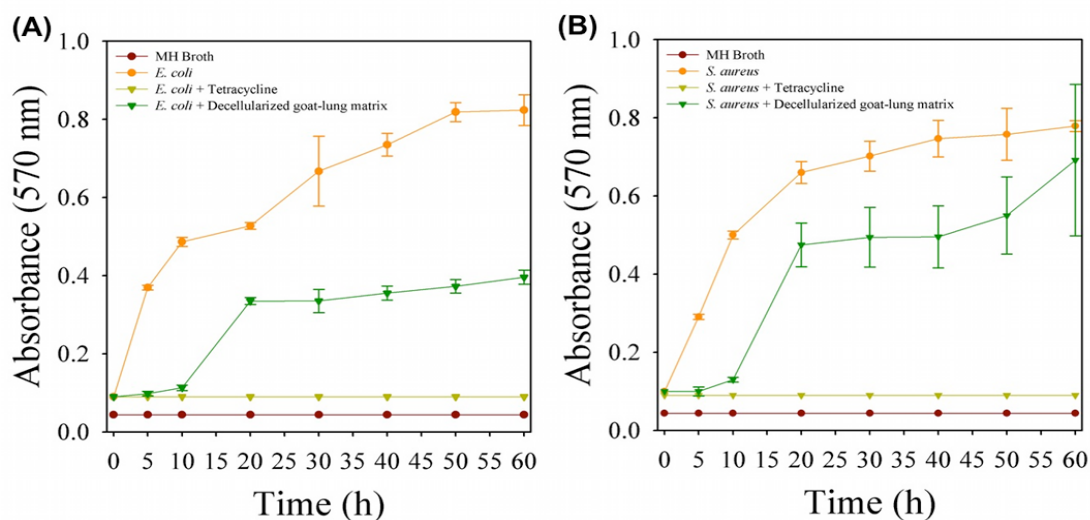 (A)
1.0
0.8
0.6
0.4
0.2
0.0
Absorbance (570 nm)
MH Broth
E. coli
E. coli + Tetracycline
E. coli + Decellularized goat-lung matrix
0 5 10 15 20 25 30 35 40 45 50 55 60
Time (h)
(B)
1.0
0.8
0.6
0.4
0.2
0.0
Absorbance (570 nm)
MH Broth
S. aureus
S. aureus + Tetracycline
S. aureus + Decellularized goat-lung matrix
0 5 10 15 20 25 30 35 40 45 50 55 60
Time (h)